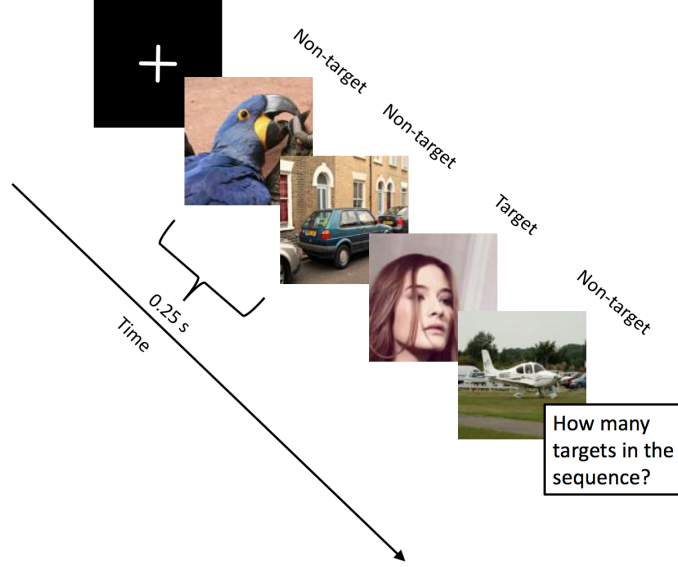 Non-target
Non-target
Target
Non-target
0.25 s
Time
How many
targets in the
sequence?